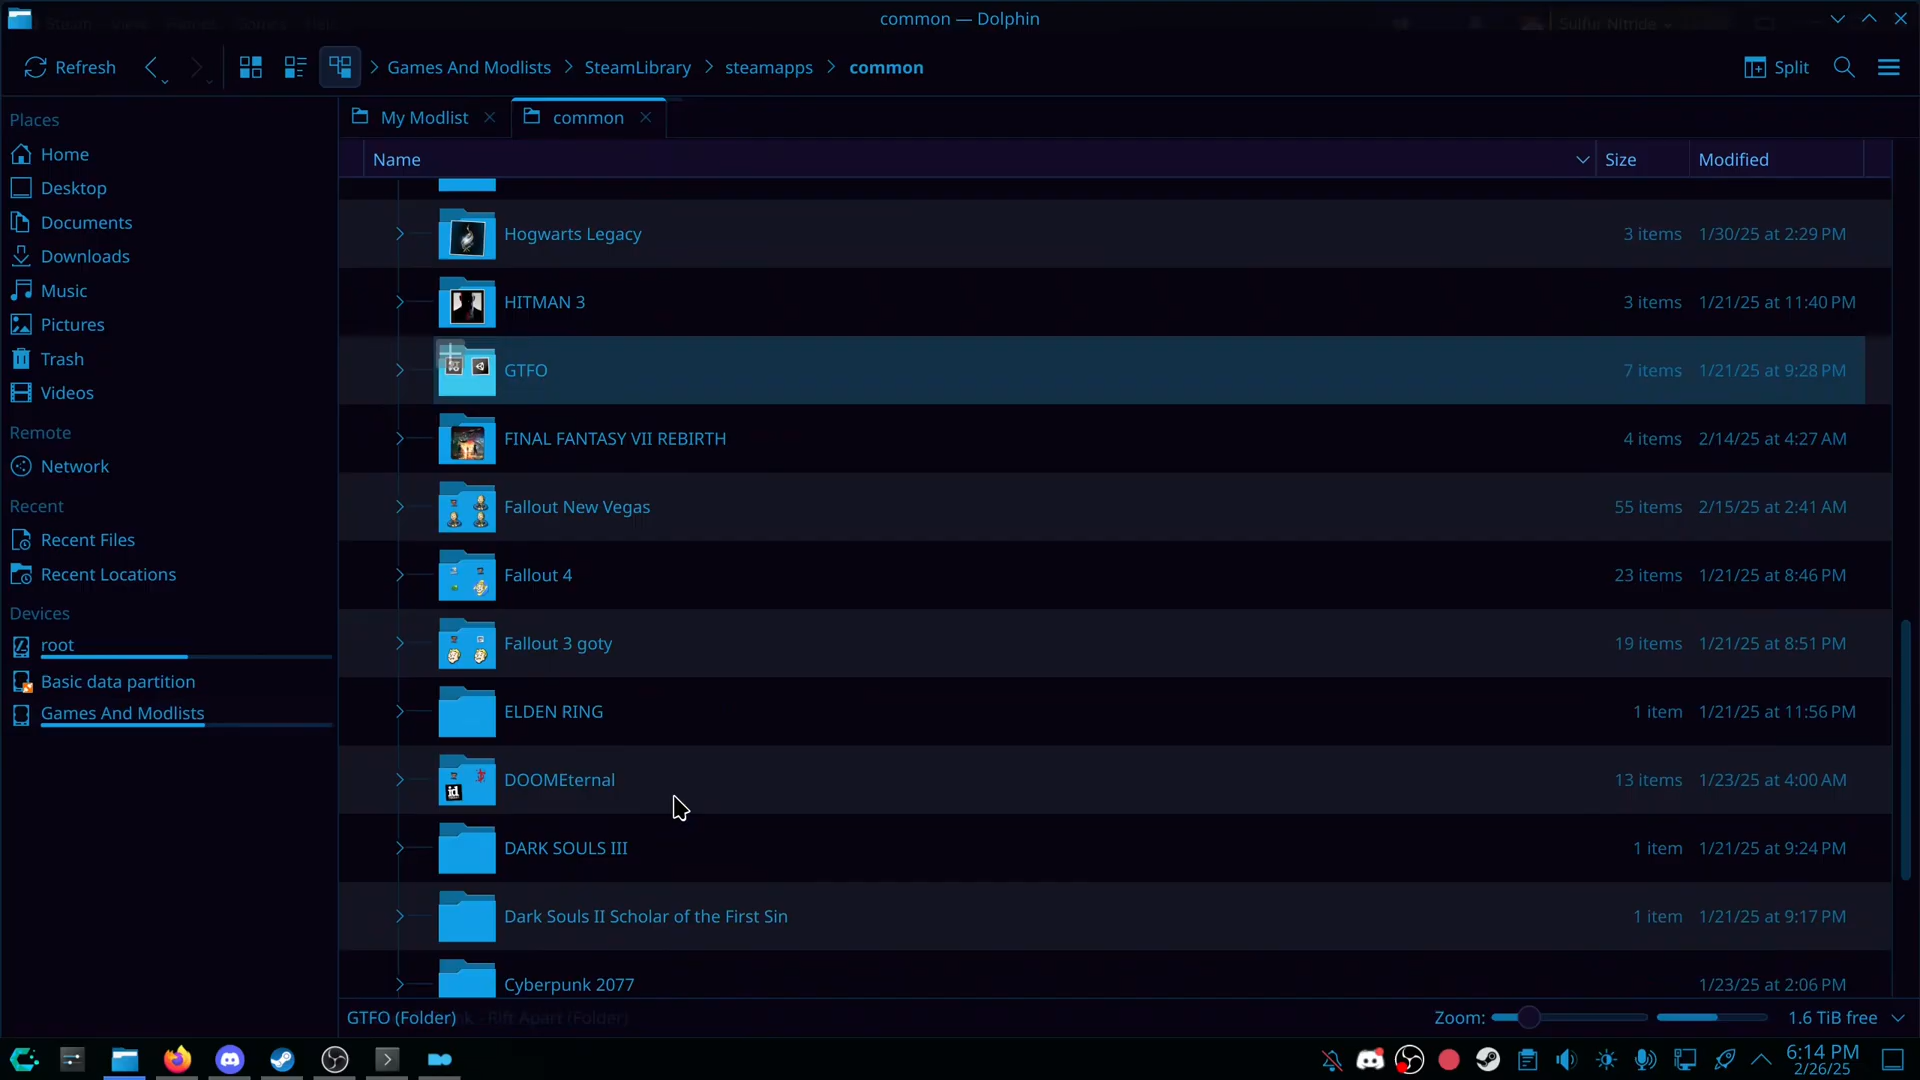 common — Dolphin
Sulfur Nitride
Refresh
Games And Modlists
SteamLibrary
steamapps
common
Split
Places
Home
Desktop
Documents
Downloads
Music
Pictures
Trash
Videos
Remote
Network
Recent
Recent Files
Recent Locations
Devices
root
Basic data partition
Games And Modlists
My Modlist
common
Name Size Modified
Hogwarts Legacy 3 items 1/30/25 at 2:29 PM
HITMAN 3 3 items 1/21/25 at 11:40 PM
GTFO 7 items 1/21/25 at 9:28 PM
FINAL FANTASY VII REBIRTH 4 items 2/14/25 at 4:27 AM
Fallout New Vegas 55 items 2/15/25 at 2:41 AM
Fallout 4 23 items 1/21/25 at 8:46 PM
Fallout 3 goty 19 items 1/21/25 at 8:51 PM
ELDEN RING 1 item 1/21/25 at 11:56 PM
DOOMEternal 13 items 1/23/25 at 4:00 AM
DARK SOULS III 1 item 1/21/25 at 9:24 PM
Dark Souls II Scholar of the First Sin 1 item 1/21/25 at 9:17 PM
Cyberpunk 2077 1/23/25 at 2:06 PM
GTFO (Folder)
Rift Apart (Folder)
Zoom:
1.6 TiB free
6:14 PM
2/26/25